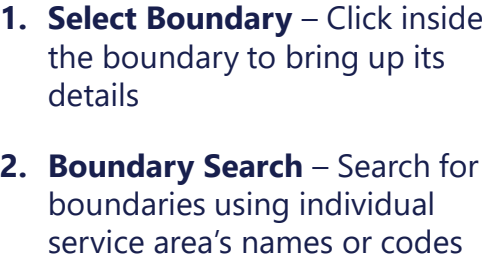 1. Select Boundary – Click inside
the boundary to bring up its
details
2. Boundary Search – Search for
boundaries using individual
service area's names or codes